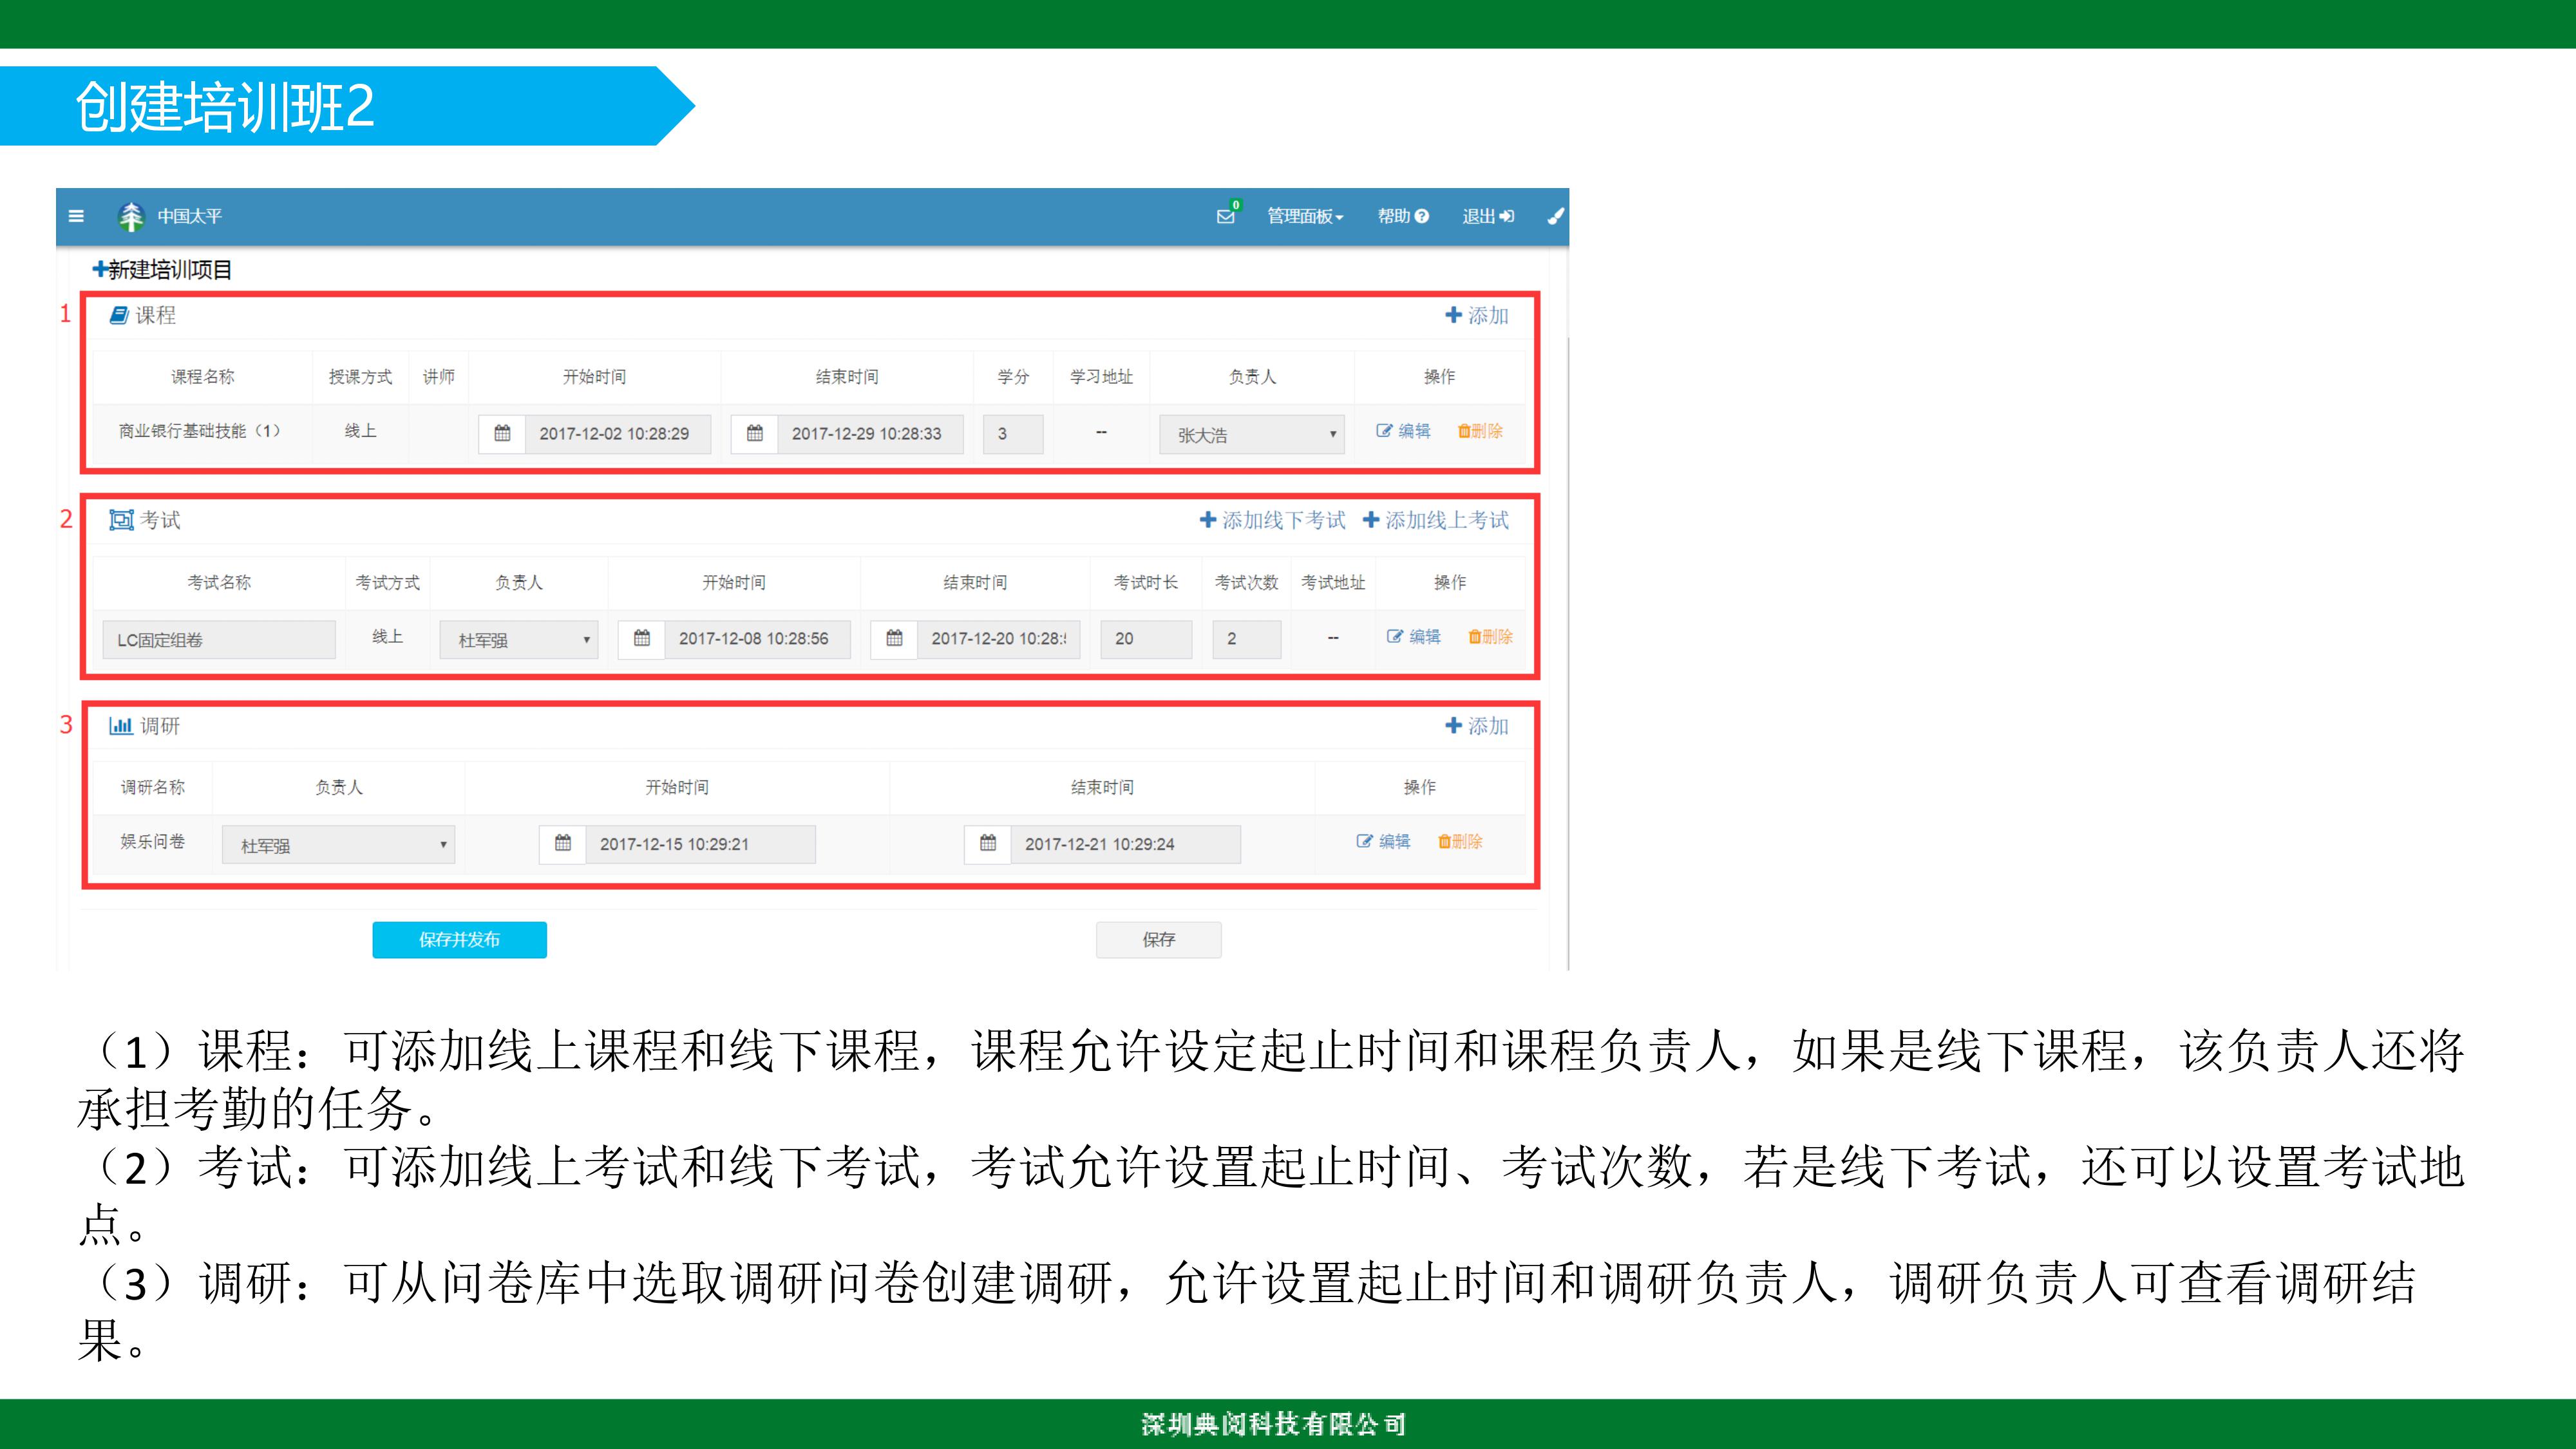 创建培训班2
中国太平
0
管理面板
帮助
退出
新建培训项目
1
课程
添加
课程名称 授课方式 讲师 开始时间 结束时间 学分 学习地址 负责人 操作
商业银行基础技能（1） 线上 2017-12-02 10:28:29 2017-12-29 10:28:33 3 -- 张大浩 编辑 删除
2
考试
添加线下考试 添加线上考试
考试名称 考试方式 负责人 开始时间 结束时间 考试时长 考试次数 考试地址 操作
LC固定组卷 线上 杜军强 2017-12-08 10:28:56 2017-12-20 10:28: 20 2 -- 编辑 删除
3
调研
添加
调研名称 负责人 开始时间 结束时间 操作
娱乐问卷 杜军强 2017-12-15 10:29:21 2017-12-21 10:29:24 编辑 删除
保存并发布 保存
（1）课程：可添加线上课程和线下课程，课程允许设定起止时间和课程负责人，如果是线下课程，该负责人还将
承担考勤的任务。
（2）考试：可添加线上考试和线下考试，考试允许设置起止时间、考试次数，若是线下考试，还可以设置考试地
点。
（3）调研：可从问卷库中选取调研问卷创建调研，允许设置起止时间和调研负责人，调研负责人可查看调研结
果。
深圳典阅科技有限公司